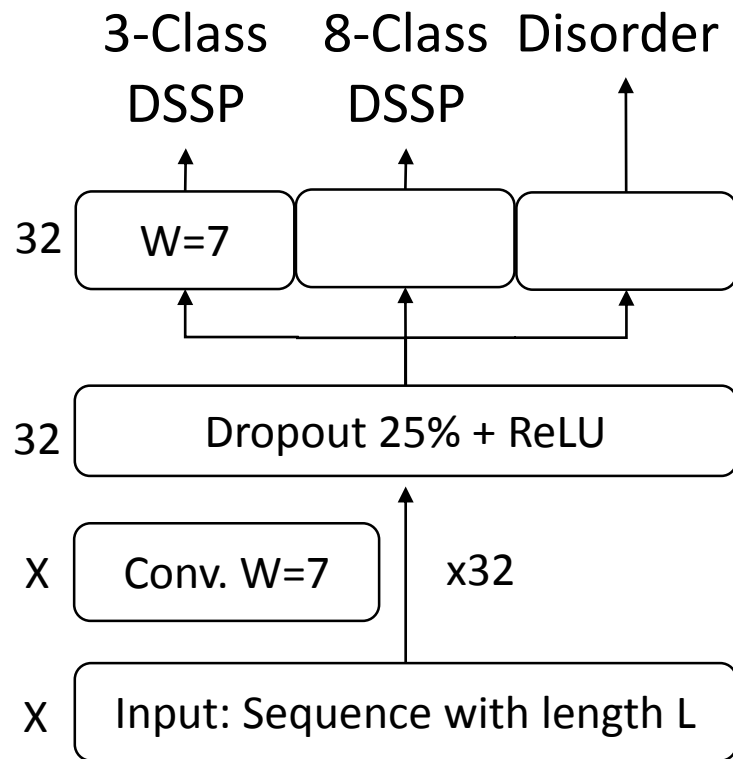 3-Class 8-Class Disorder
DSSP DSSP
32 W=7
32 Dropout 25% + ReLU
X Conv. W=7 x32
X Input: Sequence with length L